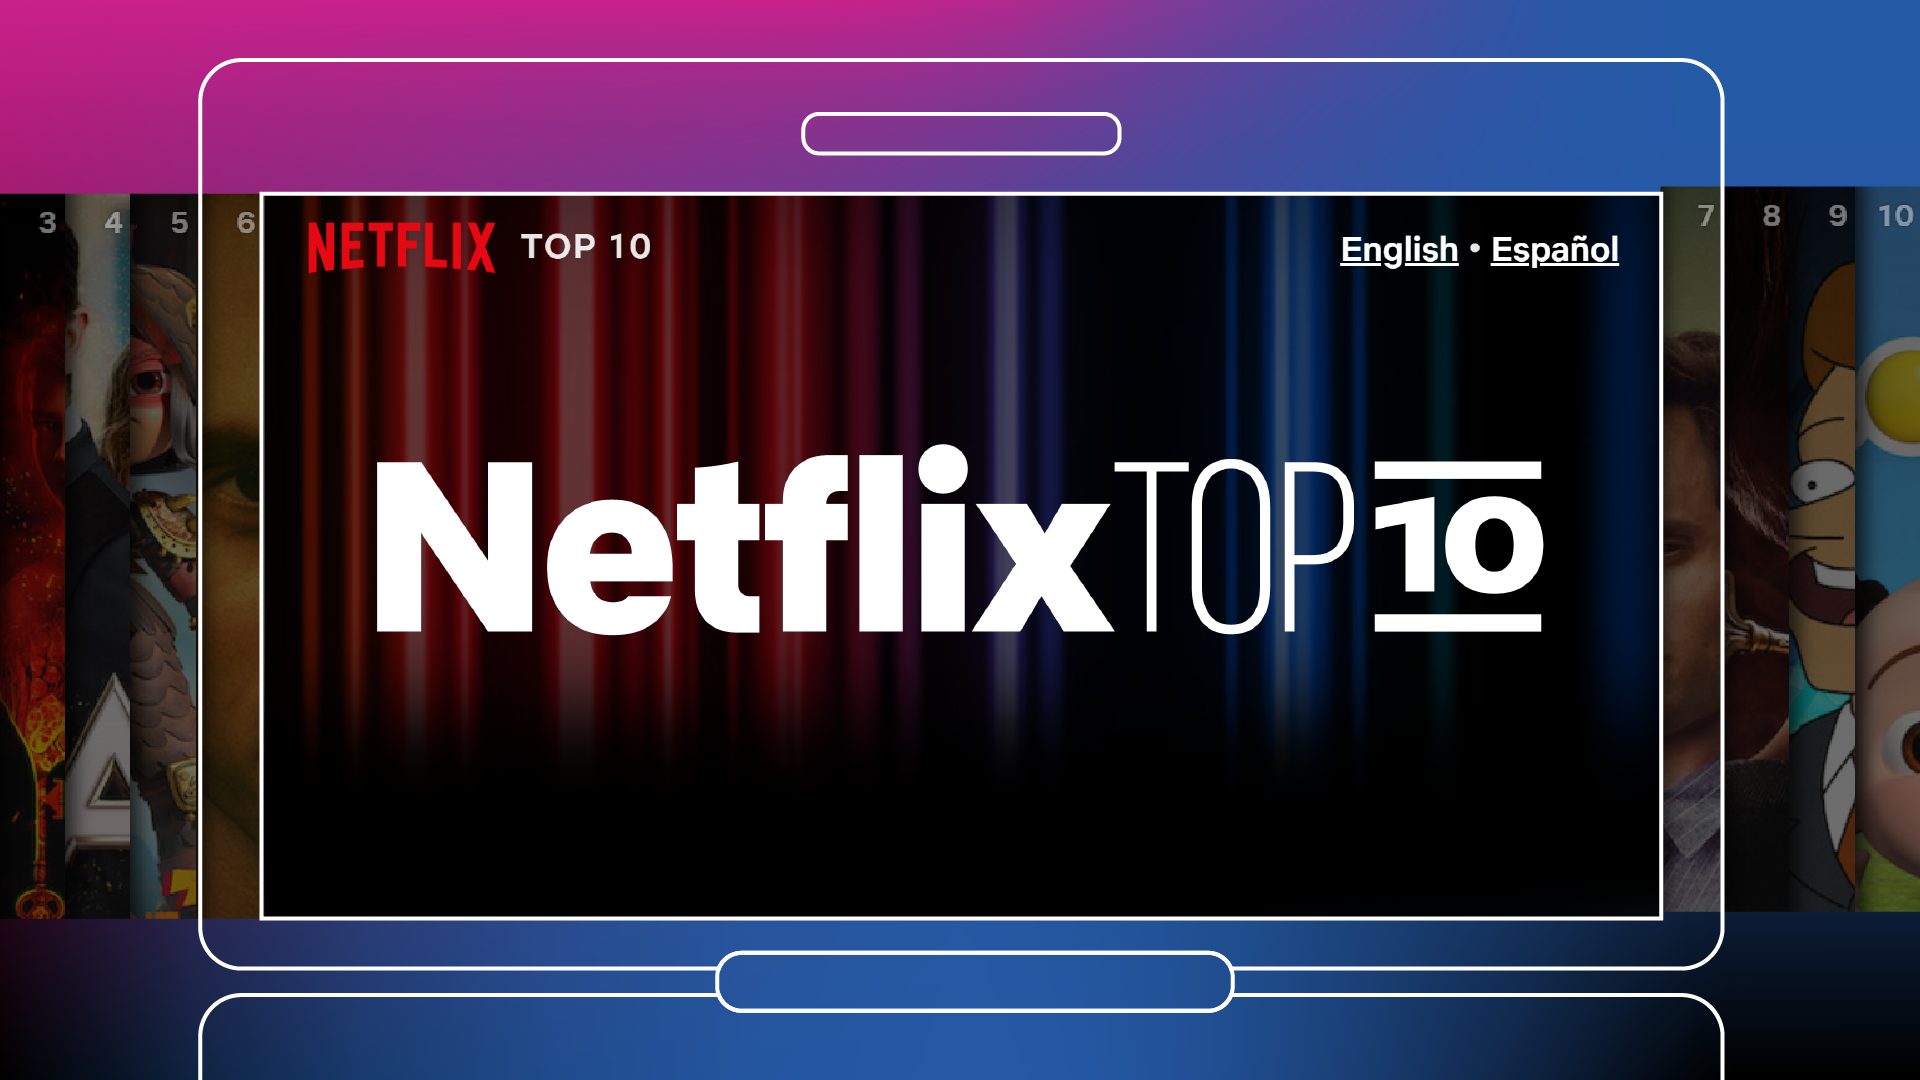 3 4 5 6
NETFLIX TOP 10
English • Español
7 8 9 10
Netflix TOP 10
A